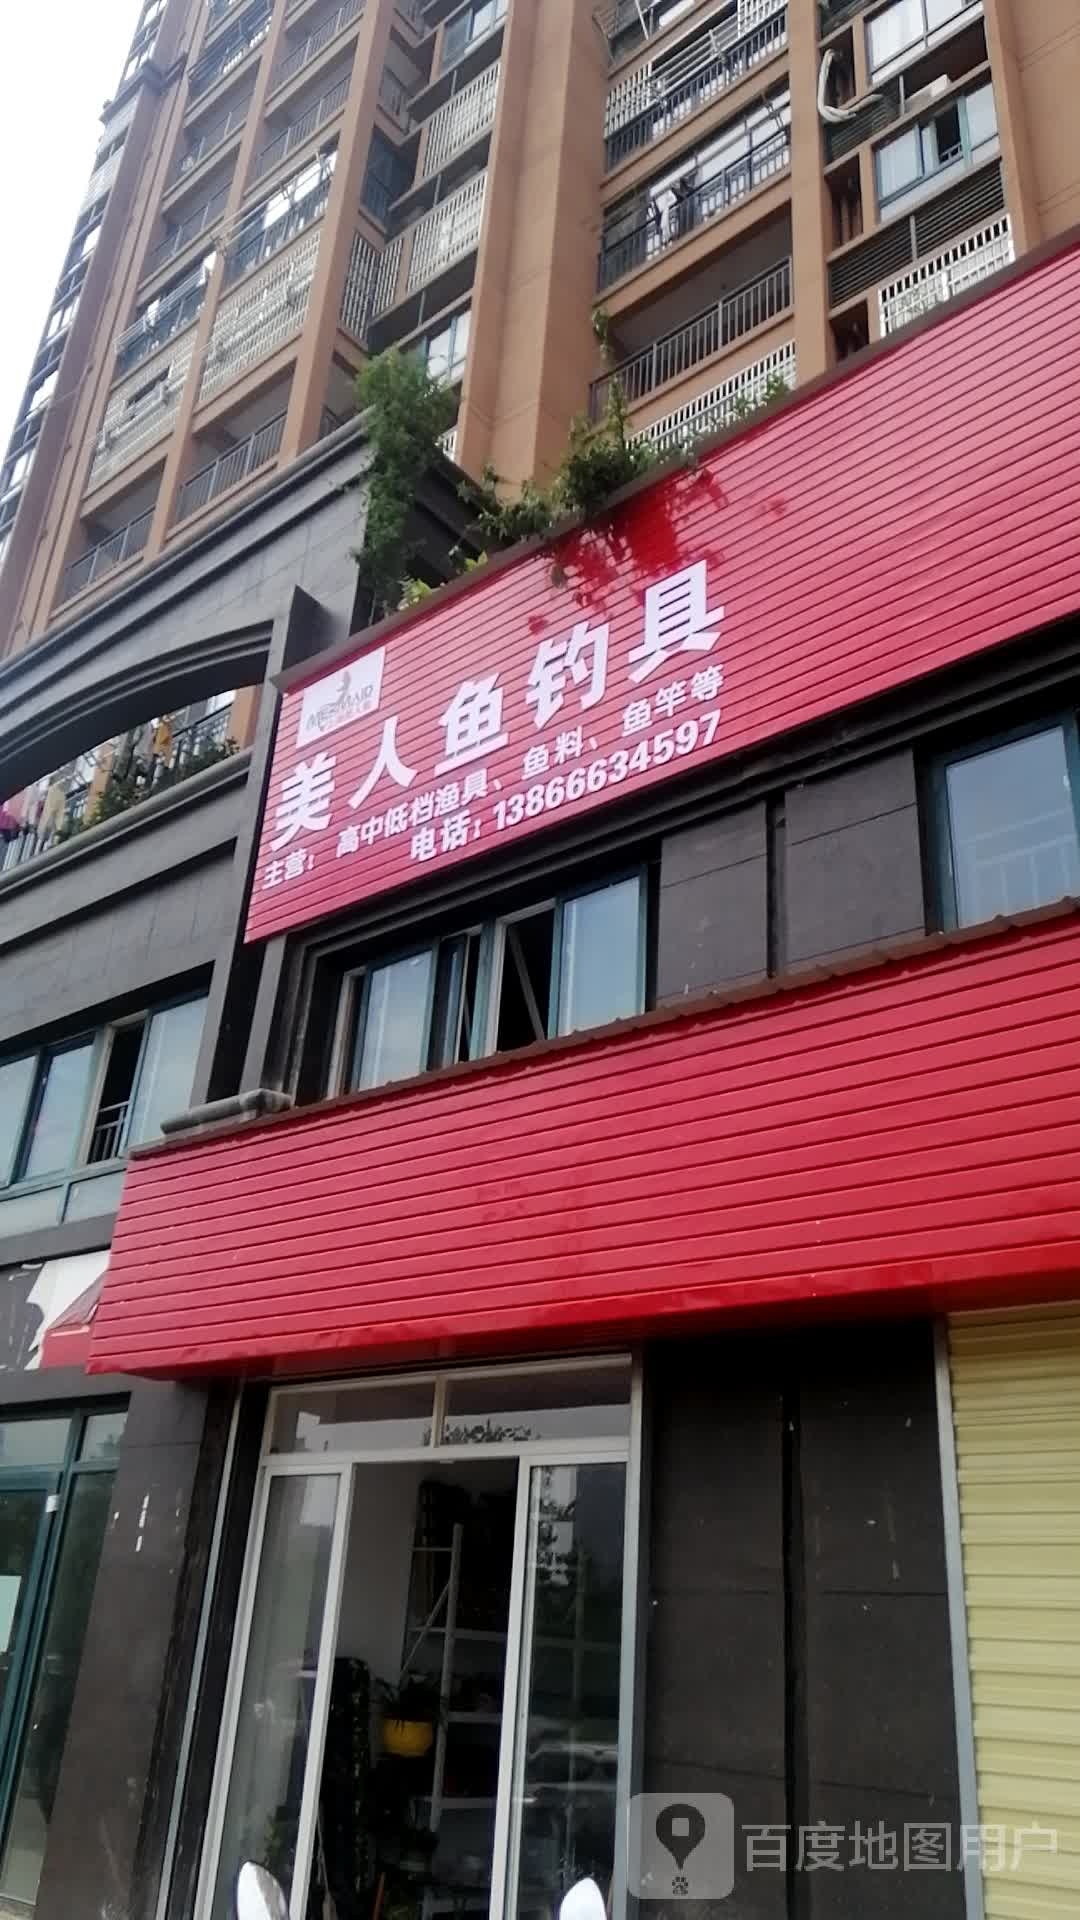 MERMAID
美人鱼钓具
主营：高中低档渔具、鱼料、鱼竿等
电话：13866634597
百度地图用户